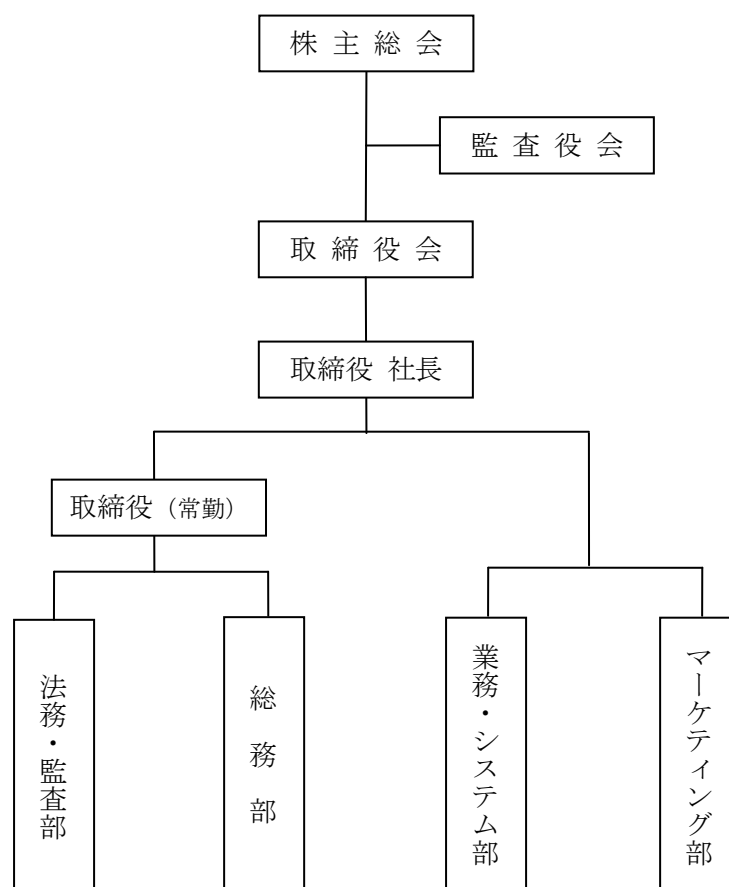 株 主 総 会
監 査 役 会
取 締 役 会
取締役 社長
取締役（常勤）
法務・監査部
総 務 部
業務・システム部
マーケティング部